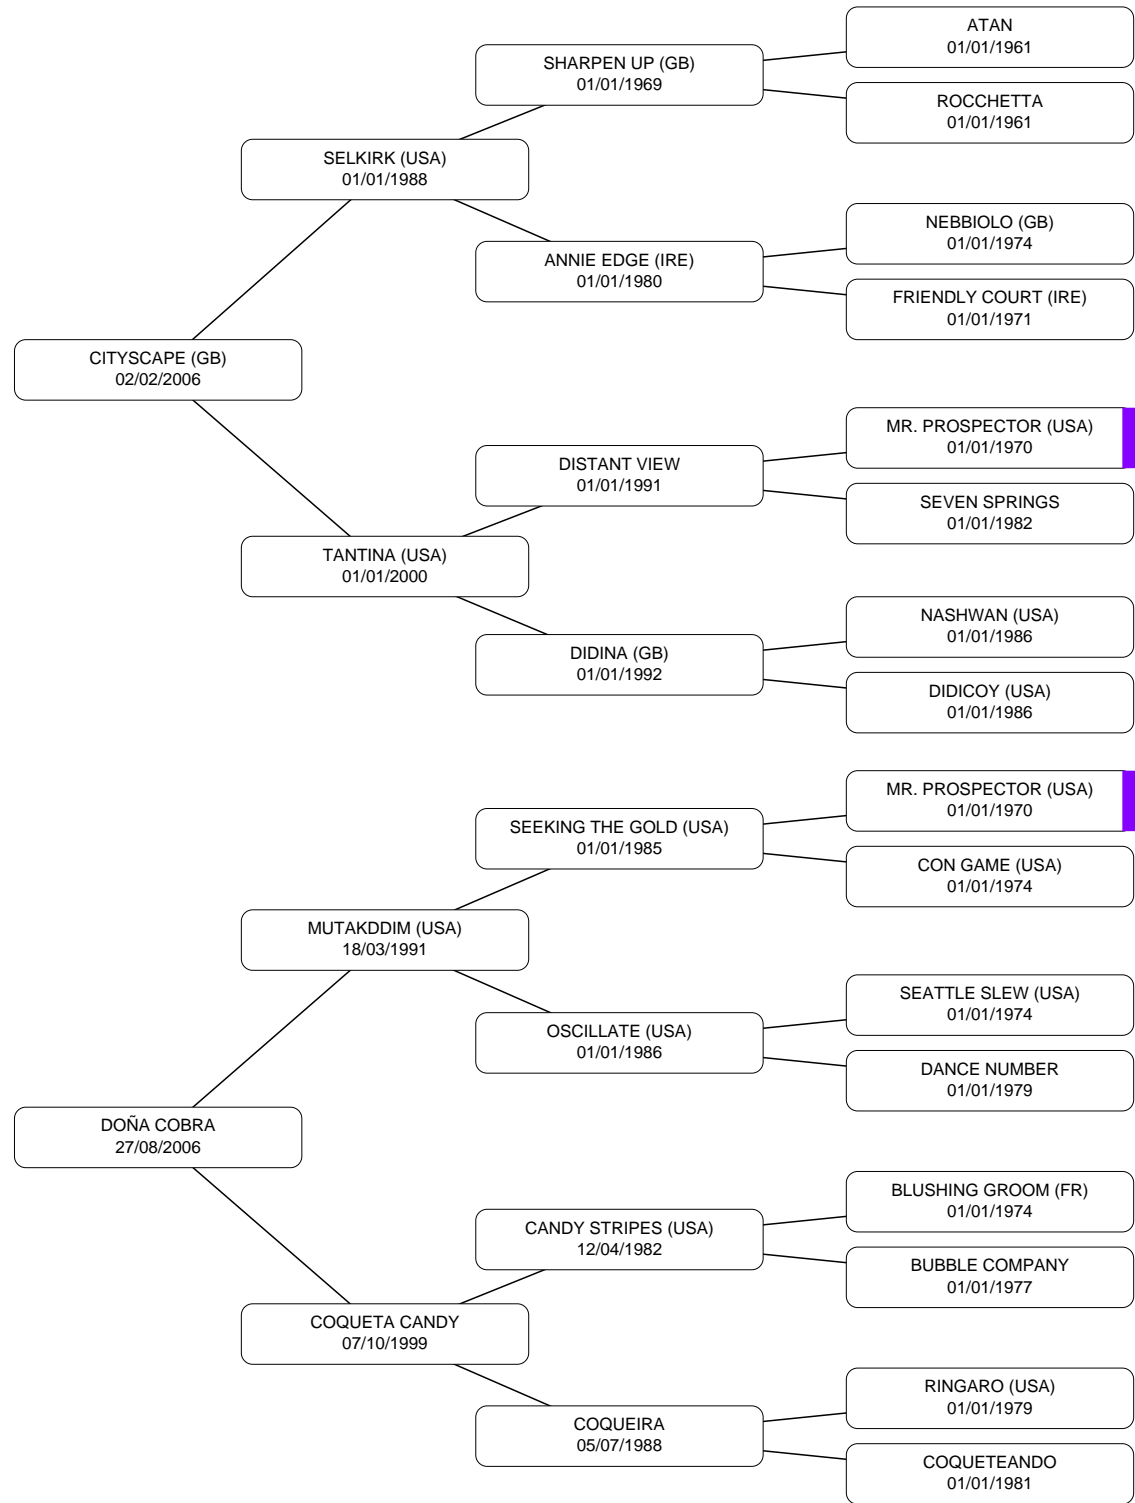 ATAN
01/01/1961
SHARPEN UP (GB)
01/01/1969
ROCCHETTA
01/01/1961
SELKIRK (USA)
01/01/1988
NEBBIOLO (GB)
01/01/1974
ANNIE EDGE (IRE)
01/01/1980
FRIENDLY COURT (IRE)
01/01/1971
CITYSCAPE (GB)
02/02/2006
MR. PROSPECTOR (USA)
01/01/1970
DISTANT VIEW
01/01/1991
SEVEN SPRINGS
01/01/1982
TANTINA (USA)
01/01/2000
NASHWAN (USA)
01/01/1986
DIDINA (GB)
01/01/1992
DIDICOY (USA)
01/01/1986
MR. PROSPECTOR (USA)
01/01/1970
SEEKING THE GOLD (USA)
01/01/1985
CON GAME (USA)
01/01/1974
MUTAKDDIM (USA)
18/03/1991
SEATTLE SLEW (USA)
01/01/1974
OSCILLATE (USA)
01/01/1986
DANCE NUMBER
01/01/1979
DOÑA COBRA
27/08/2006
BLUSHING GROOM (FR)
01/01/1974
CANDY STRIPES (USA)
12/04/1982
BUBBLE COMPANY
01/01/1977
COQUETA CANDY
07/10/1999
RINGARO (USA)
01/01/1979
COQUEIRA
05/07/1988
COQUETEANDO
01/01/1981